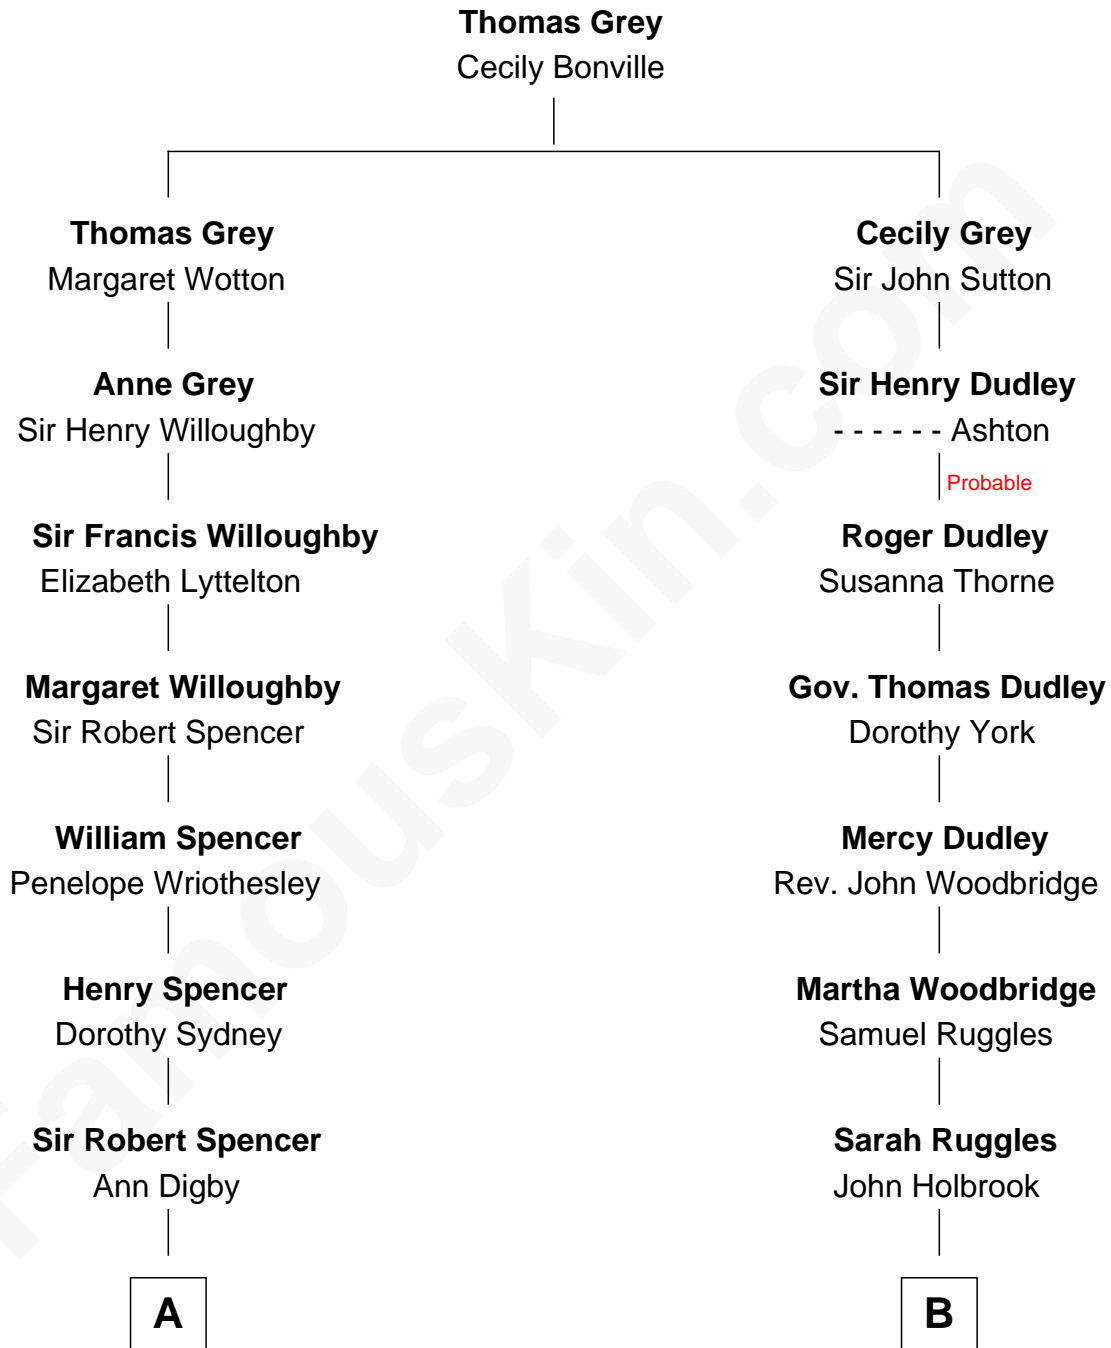 Thomas Grey
Cecily Bonville
Thomas Grey
Margaret Wotton
Anne Grey
Sir Henry Willoughby
Sir Francis Willoughby
Elizabeth Lyttelton
Margaret Willoughby
Sir Robert Spencer
William Spencer
Penelope Wriothesley
Henry Spencer
Dorothy Sydney
Sir Robert Spencer
Ann Digby
A
Cecily Grey
Sir John Sutton
Sir Henry Dudley
- - - - - - Ashton
Probable
Roger Dudley
Susanna Thorne
Gov. Thomas Dudley
Dorothy York
Mercy Dudley
Rev. John Woodbridge
Martha Woodbridge
Samuel Ruggles
Sarah Ruggles
John Holbrook
B
FamousKin.com